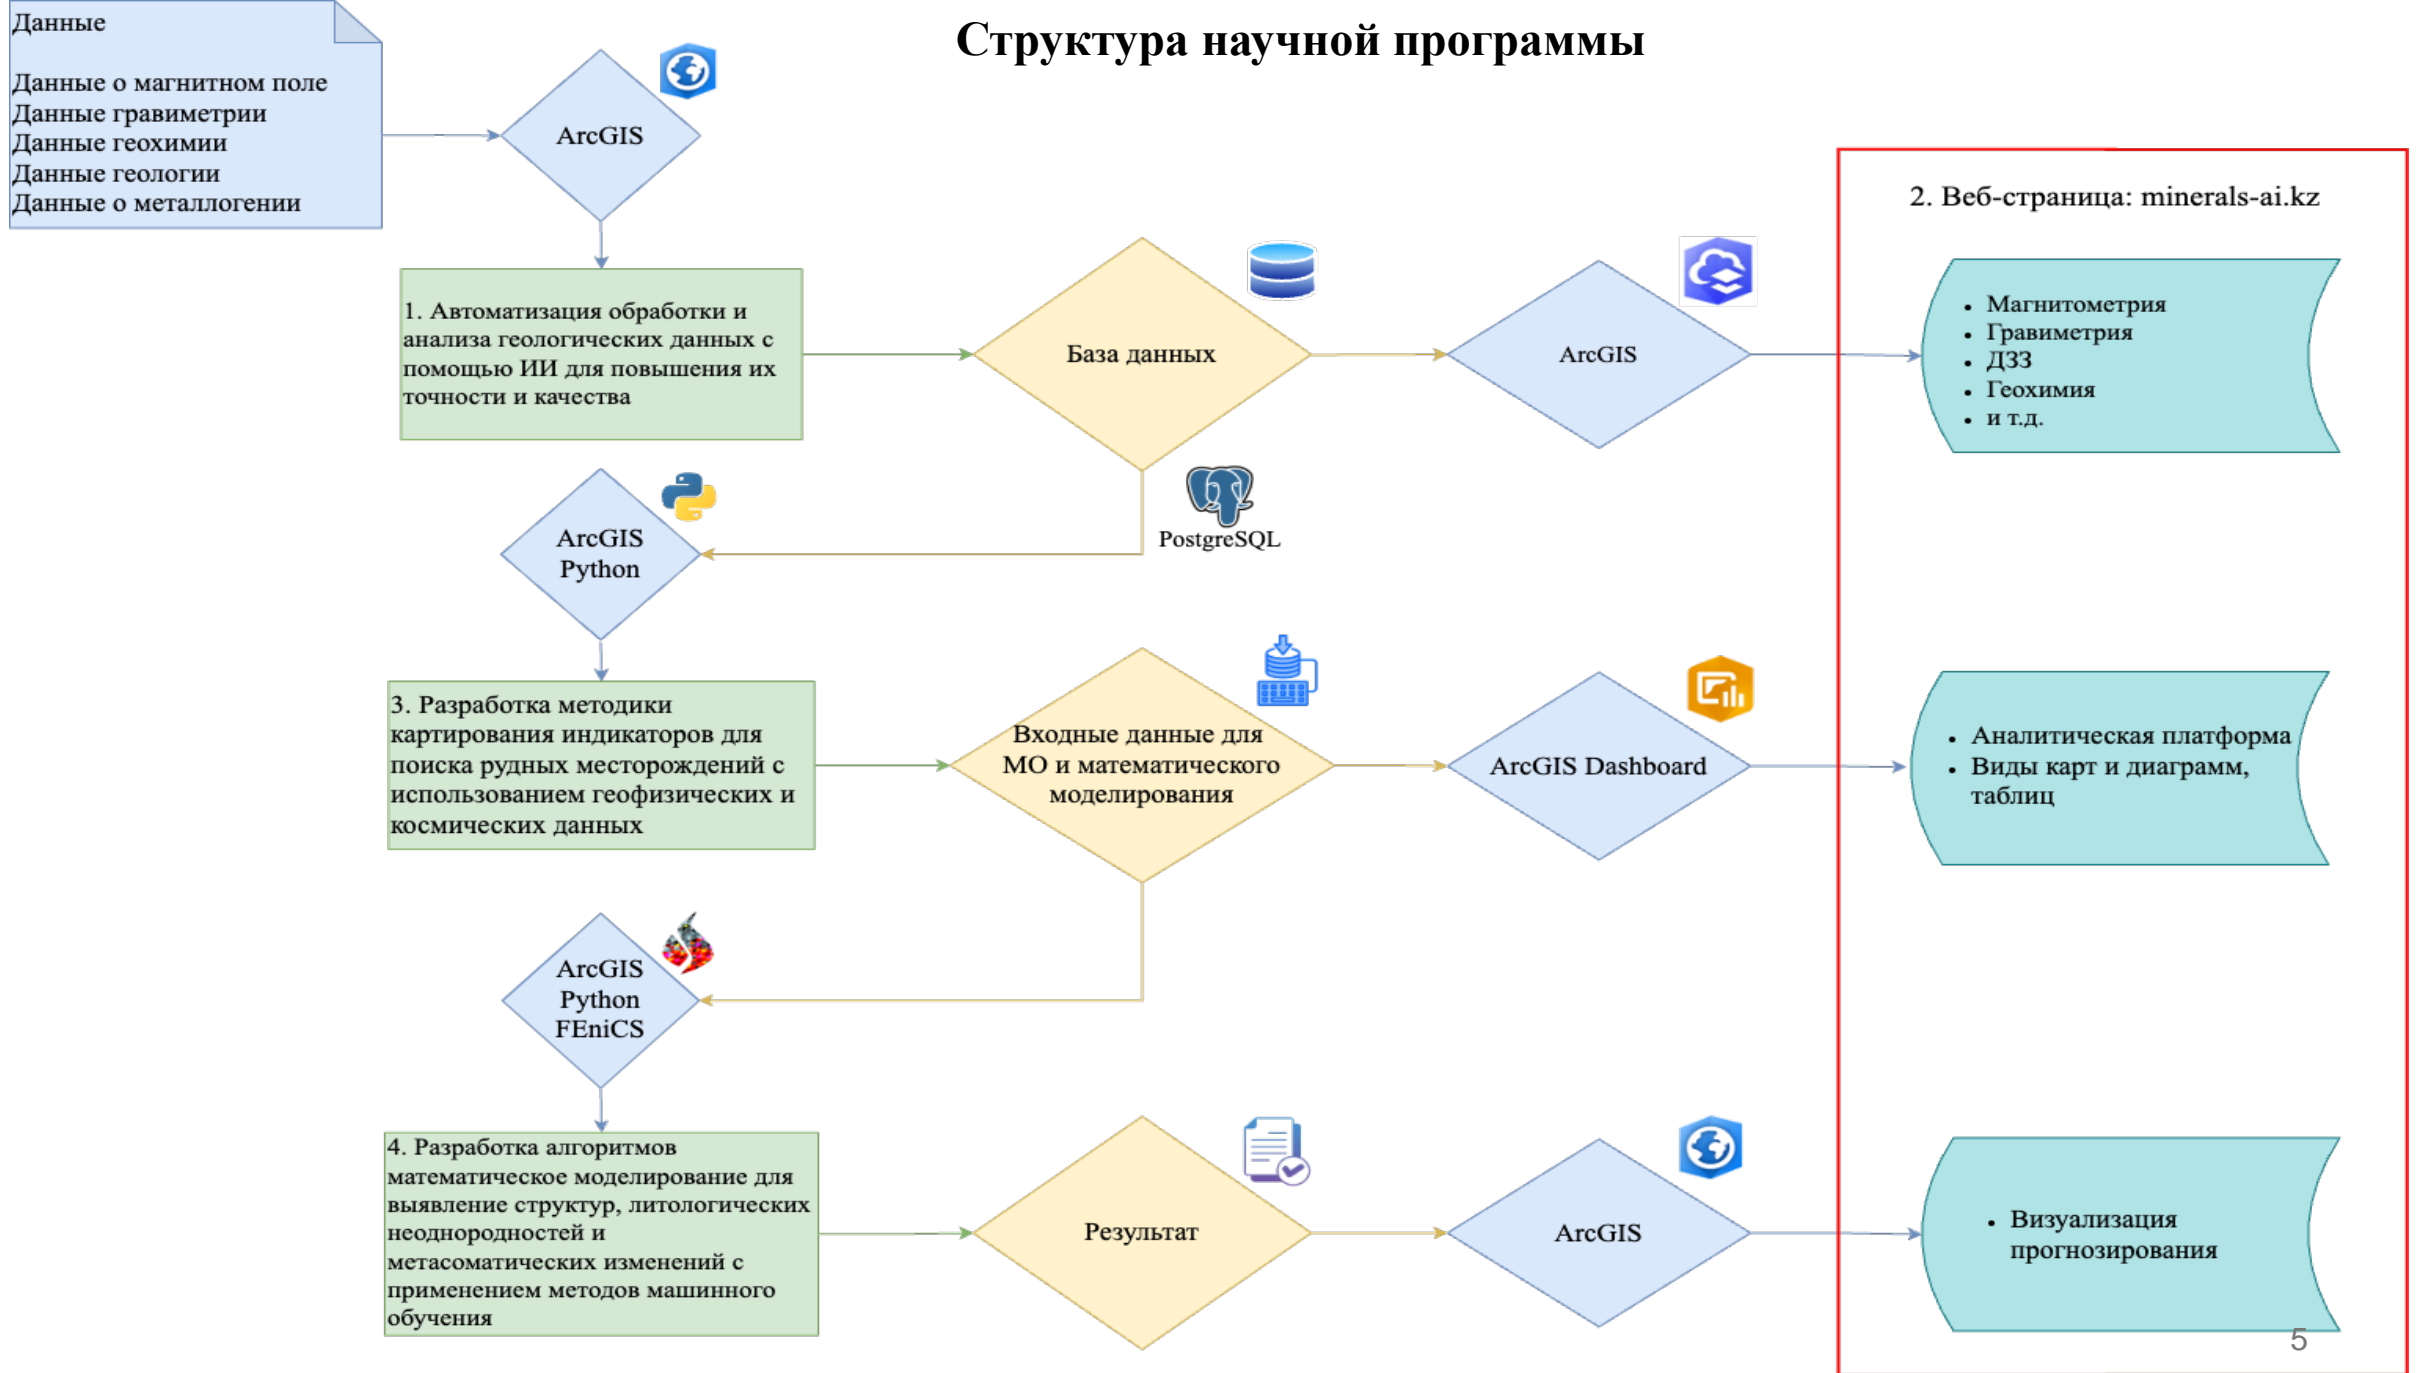 Структура научной программы
Данные
Данные о магнитном поле
Данные гравиметрии
Данные геохимии
Данные геологии
Данные о металлогении
ArcGIS
2. Веб-страница: minerals-ai.kz
1. Автоматизация обработки и
анализа геологических данных с
помощью ИИ для повышения их
точности и качества
База данных
ArcGIS
• Магнитометрия
• Гравиметрия
• ДЗЗ
• Геохимия
• и т.д.
PostgreSQL
ArcGIS
Python
3. Разработка методики
картирования индикаторов для
поиска рудных месторождений с
использованием геофизических и
космических данных
Входные данные для
МО и математического
моделирования
ArcGIS Dashboard
• Аналитическая платформа
• Виды карт и диаграмм,
таблиц
ArcGIS
Python
FEniCS
4. Разработка алгоритмов
математическое моделирование для
выявление структур, литологических
неоднородностей и
метасоматических изменений с
применением методов машинного
обучения
Результат
ArcGIS
• Визуализация
прогнозирования
5